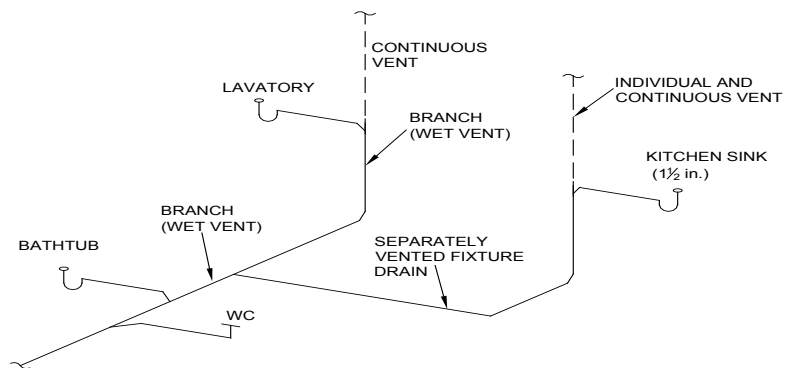 CONTINUOUS
VENT
LAVATORY
BRANCH
(WET VENT)
INDIVIDUAL AND
CONTINUOUS VENT
KITCHEN SINK
(1½ in.)
BRANCH
(WET VENT)
BATHTUB
SEPARATELY
VENTED FIXTURE
DRAIN
WC